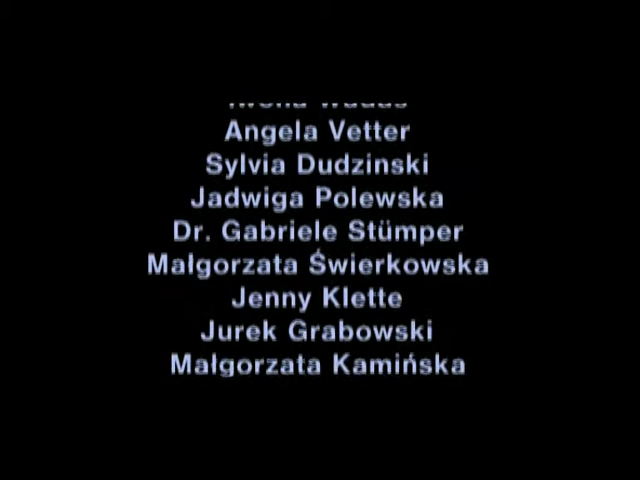 Angela Vetter
Sylvia Dudzinski
Jadwiga Polewska
Dr. Gabriele Stümper
Małgorzata Świerkowska
Jenny Klette
Jurek Grabowski
Małgorzata Kamińska